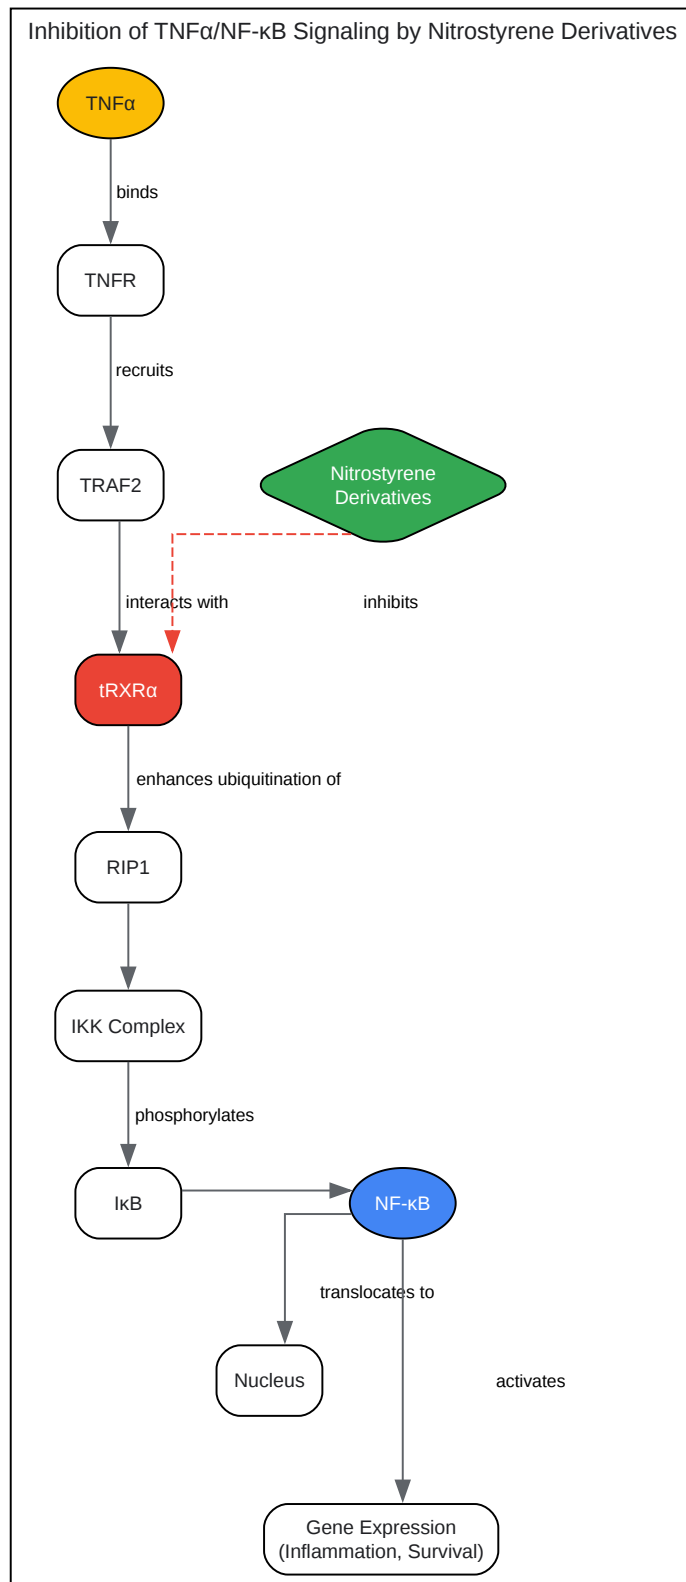 Inhibition of TNFα/NF-κB Signaling by Nitrostyrene Derivatives
TNFα
binds
TNFR
recruits
TRAF2
Nitrostyrene
Derivatives
interacts with
inhibits
tRXRα
enhances ubiquitination of
RIP1
IKK Complex
phosphorylates
IκB
NF-κB
translocates to
Nucleus
activates
Gene Expression
(Inflammation, Survival)